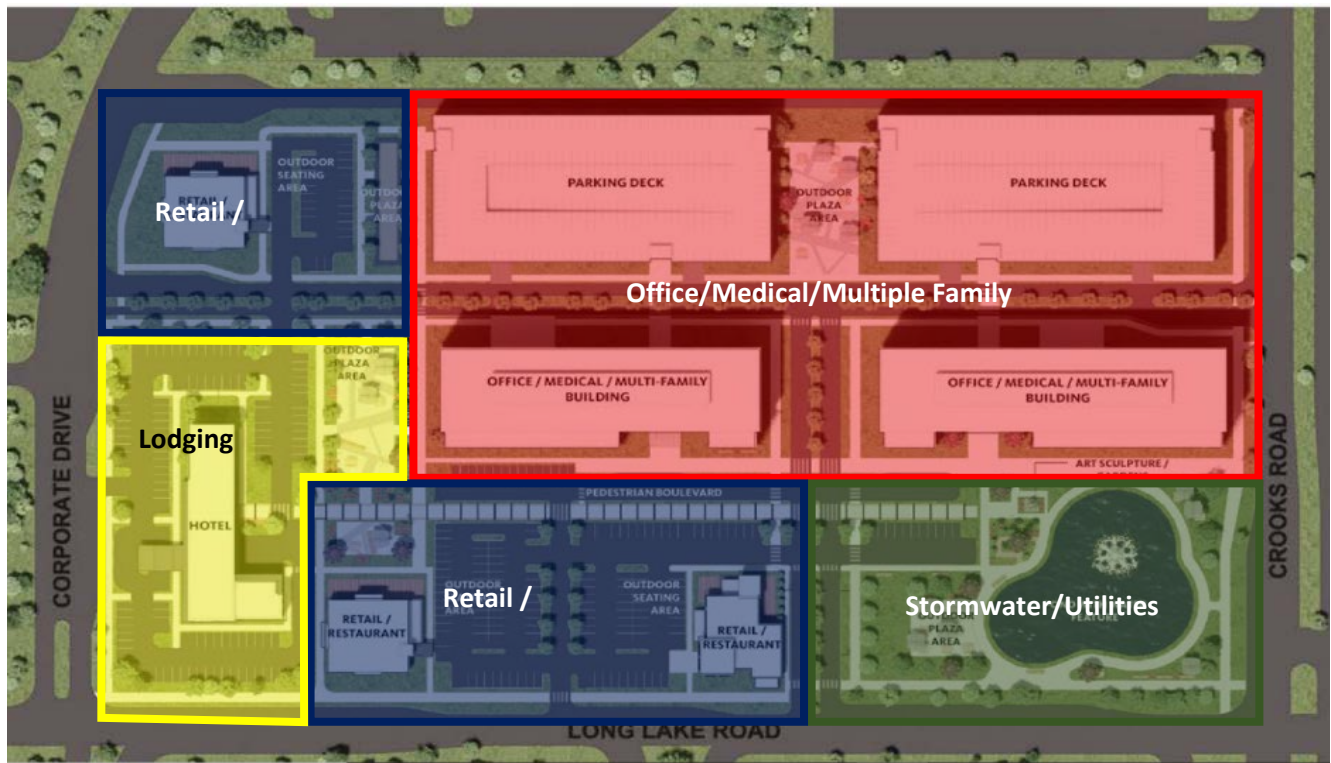 OUTDOOR
SEATING
AREA
RETAIL /
Retail /
OUTDOOR
PLAZA
AREA
PARKING DECK
OUTDOOR
PLAZA
AREA
PARKING DECK
Office/Medical/Multiple Family
OUTDOOR
PLAZA
AREA
OFFICE / MEDICAL / MULTI-FAMILY
BUILDING
OFFICE / MEDICAL / MULTI-FAMILY
BUILDING
Lodging
HOTEL
ART SCULPTURE /
PEDESTRIAN BOULEVARD
OUTDOOR
AREA
Retail /
OUTDOOR
SEATING
AREA
RETAIL /
RESTAURANT
RETAIL /
RESTAURANT
Stormwater/Utilities
FEATURE
OUTDOOR
PLAZA
AREA
CORPORATE DRIVE
CROOKS ROAD
LONG LAKE ROAD